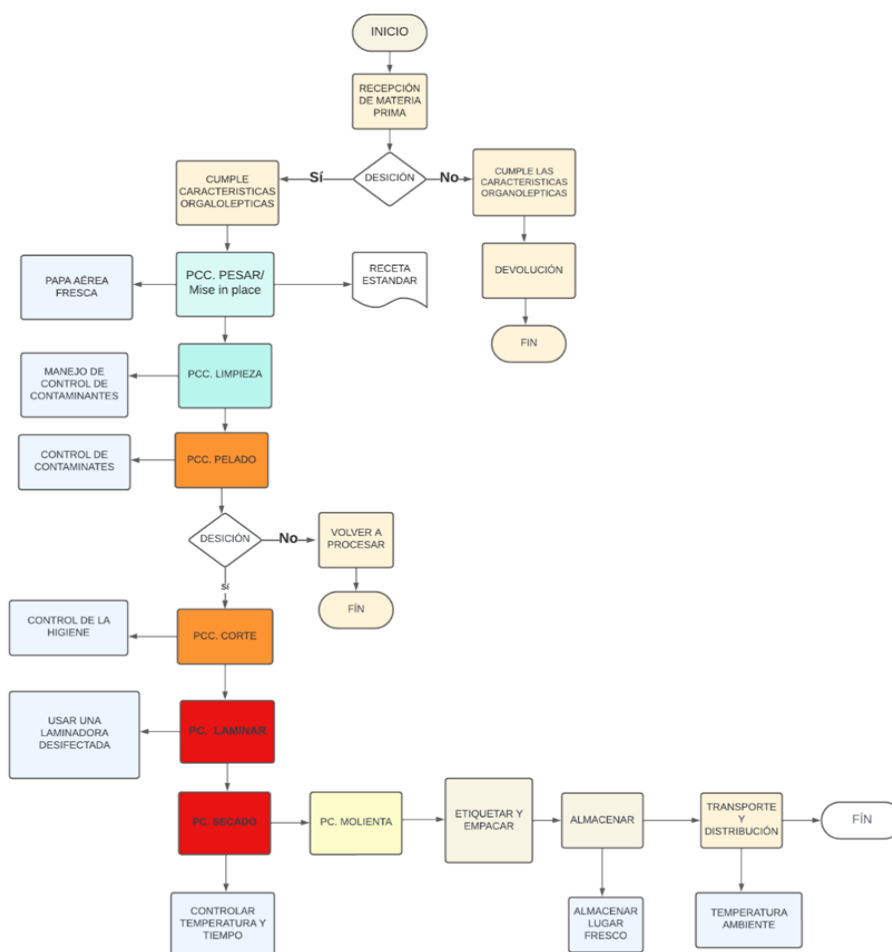 INICIO
RECEPCIÓN
DE MATERIA
PRIMA
DESICIÓN
Sí
No
CUMPLE
CARACTERISTICAS
ORGALOLEPTICAS
CUMPLE LAS
CARACTERISTICAS
ORGANOLEPTICAS
DEVOLUCIÓN
FIN
PCC. PESAR/
Mise in place
PAPA AÉREA
FRESCA
RECETA
ESTANDAR
PCC. LIMPIEZA
MANEJO DE
CONTROL DE
CONTAMINANTES
PCC. PELADO
CONTROL DE
CONTAMINATES
DESICIÓN
No
VOLVER A
PROCESAR
FÍN
Sí
PCC. CORTE
CONTROL DE LA
HIGIENE
PC. LAMINAR
USAR UNA
LAMINADORA
DESIFECTADA
PC. SECADO
PC. MOLIENTA
ETIQUETAR Y
EMPACAR
ALMACENAR
TRANSPORTE
Y
DISTRIBUCIÓN
FÍN
CONTROLAR
TEMPERATURA Y
TIEMPO
ALMACENAR
LUGAR
FRESCO
TEMPERATURA
AMBIENTE